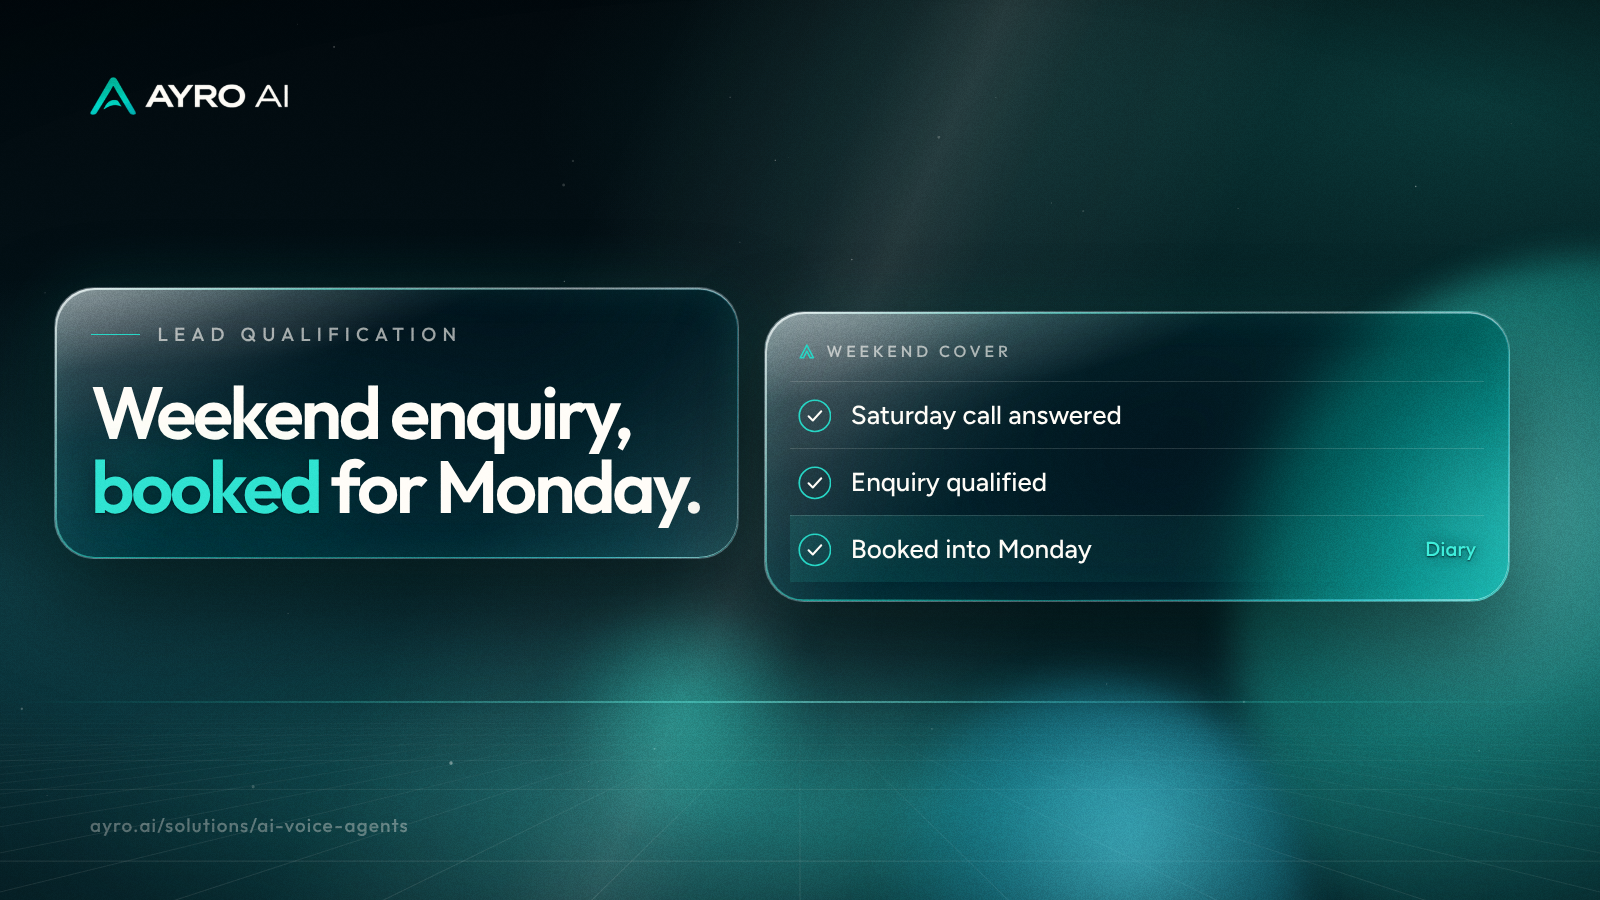 AYRO AI
LEAD QUALIFICATION
Weekend enquiry,
booked for Monday.
WEEKEND COVER
Saturday call answered
Enquiry qualified
Booked into Monday
Diary
ayro.ai/solutions/ai-voice-agents